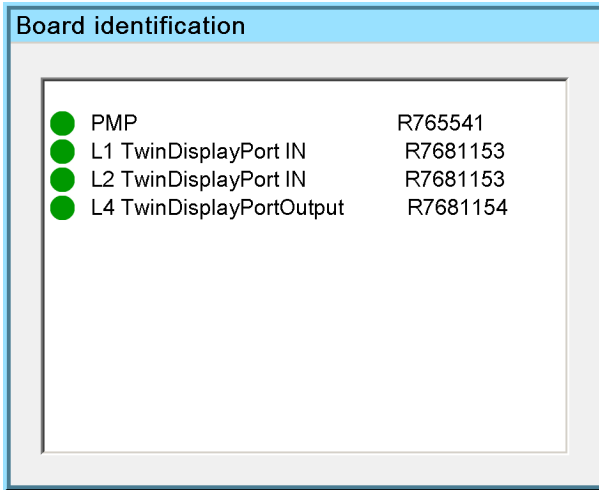 Board identification
PMP R765541
L1 TwinDisplayPort IN R7681153
L2 TwinDisplayPort IN R7681153
L4 TwinDisplayPortOutput R7681154